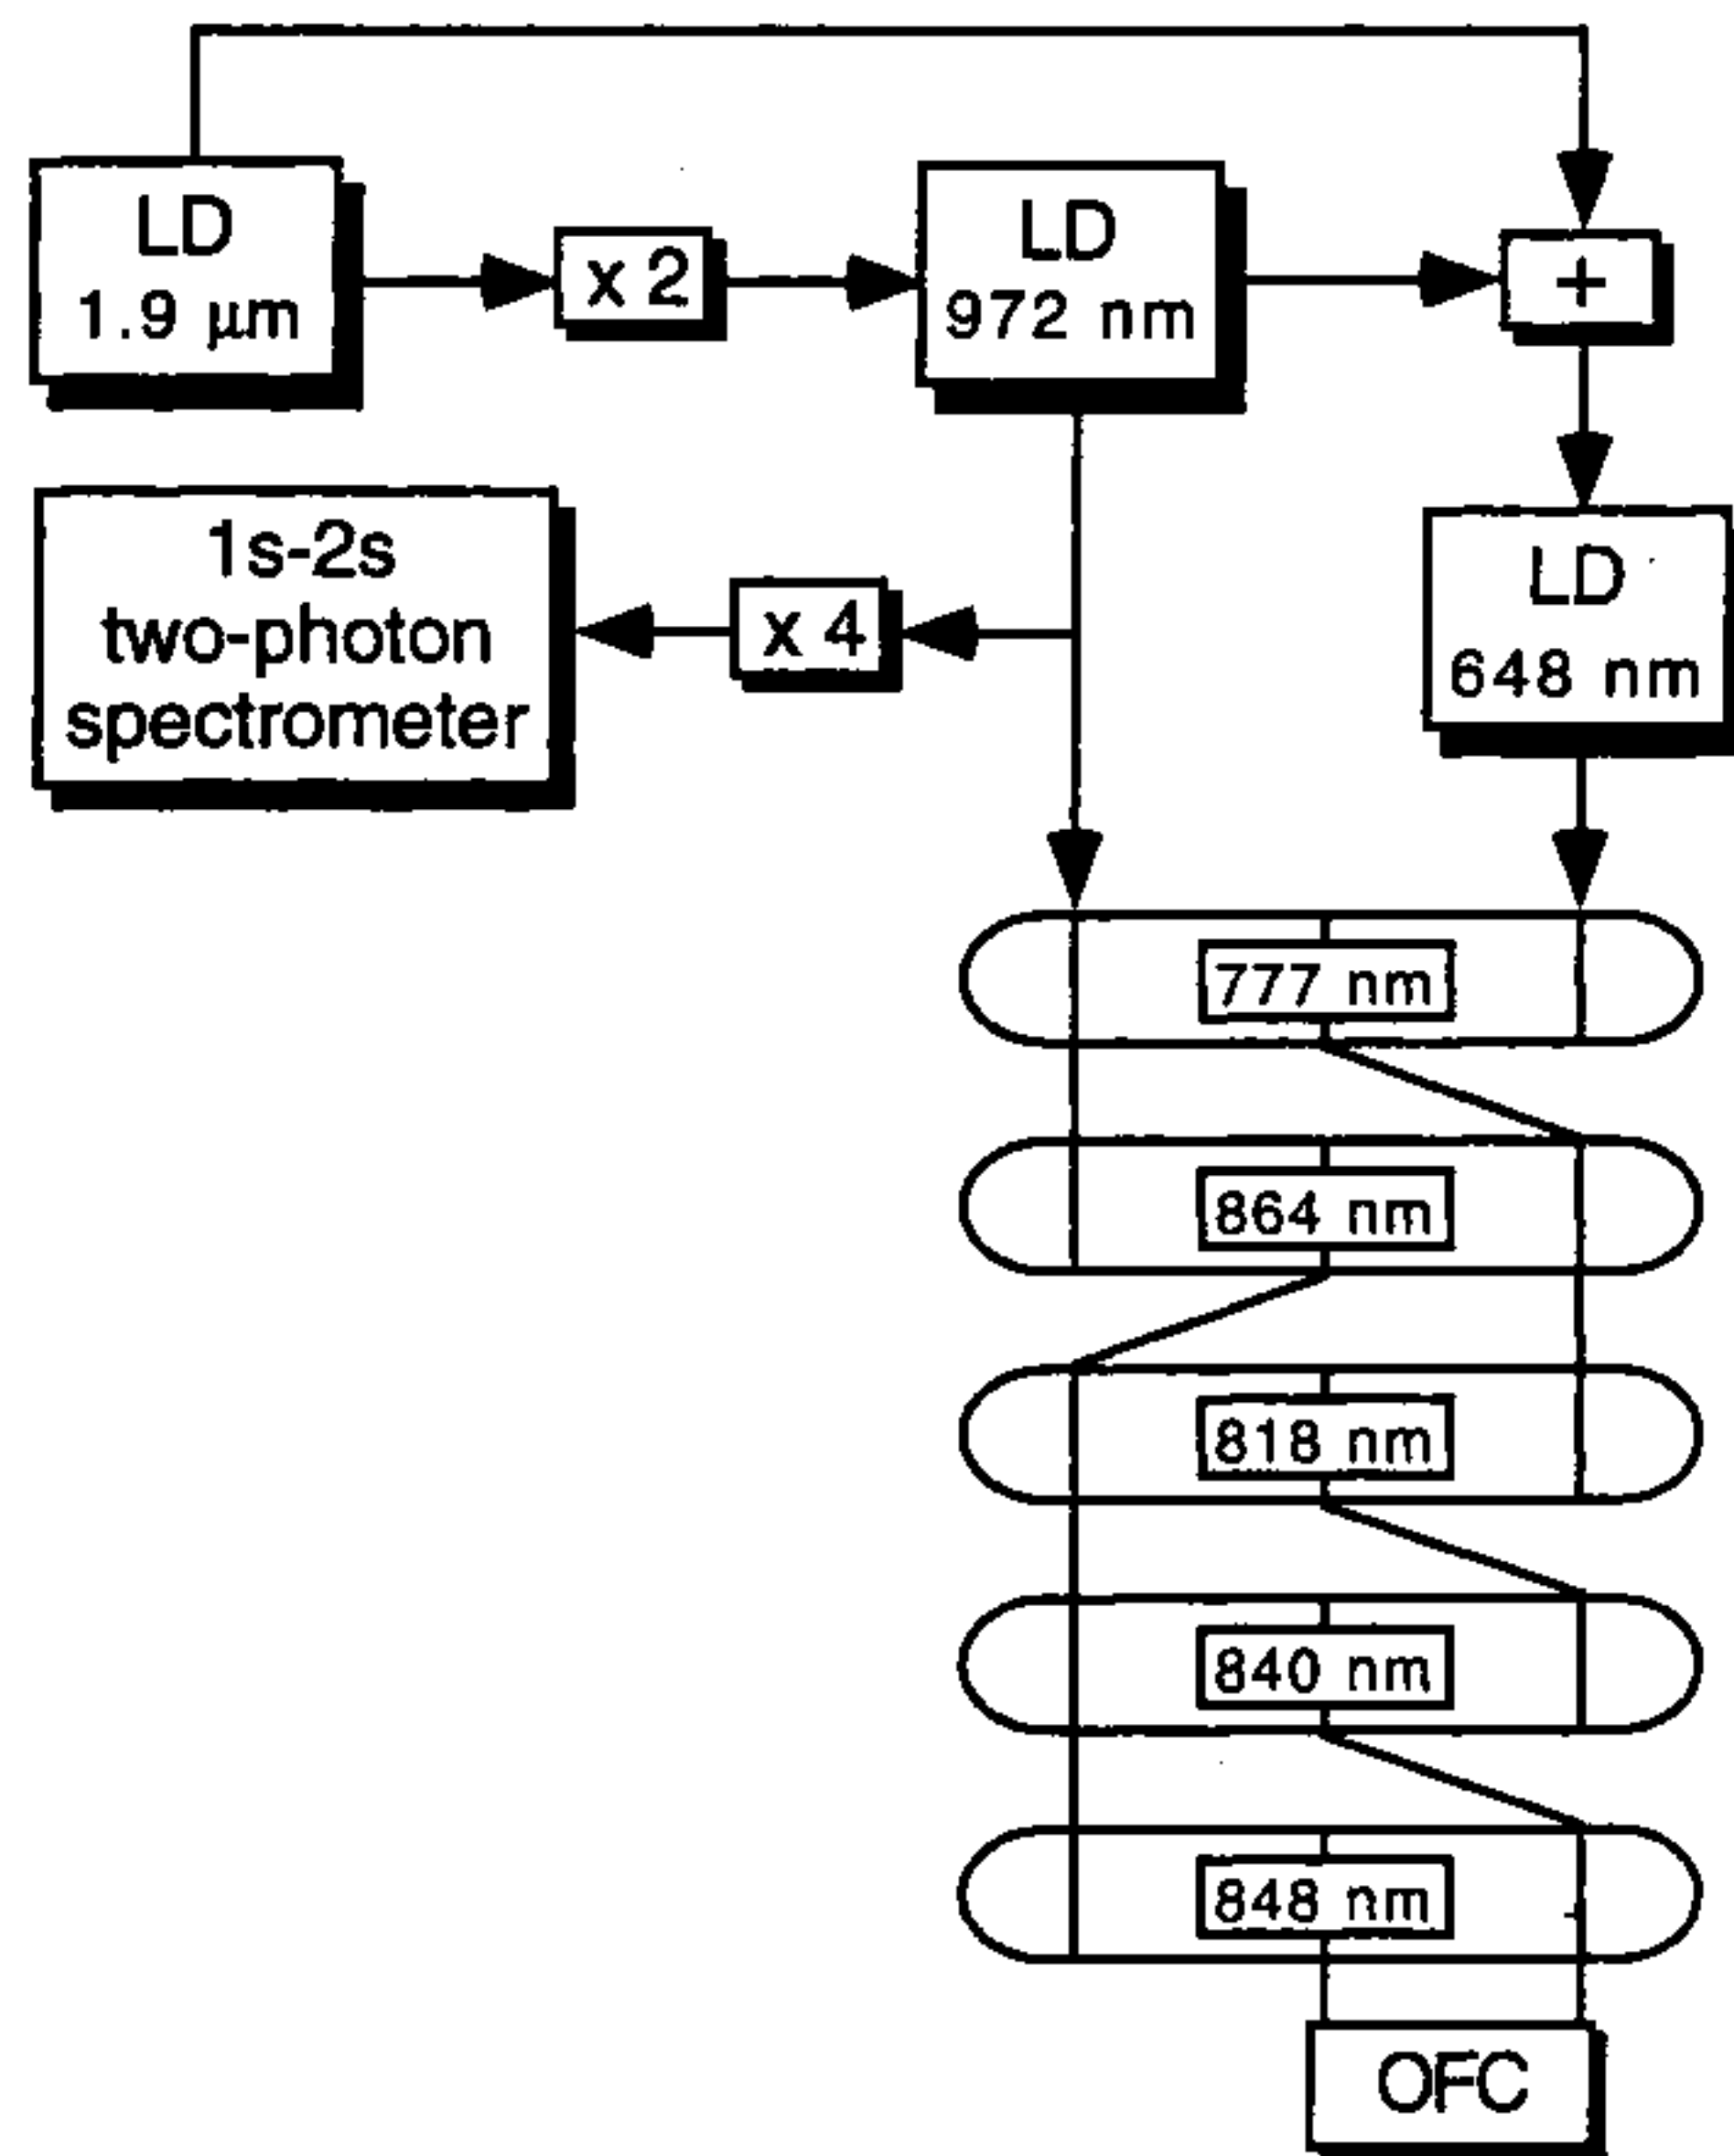 LD
1.9 μm
x 2
LD
972 nm
+
1s-2s
two-photon
spectrometer
x 4
LD
648 nm
777 nm
864 nm
818 nm
840 nm
848 nm
OFC